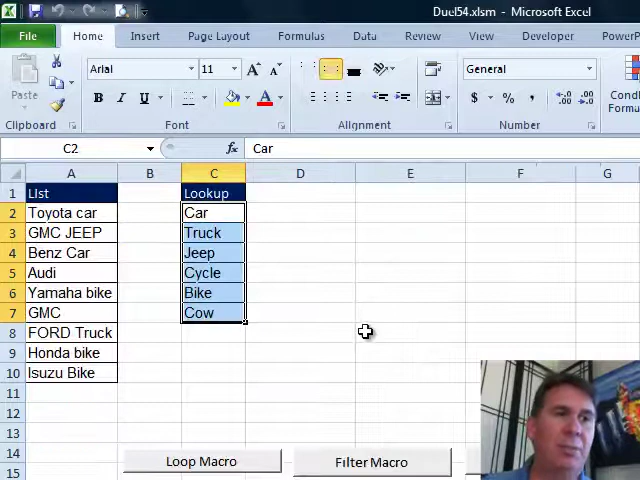 Duel54.xlsm - Microsoft Excel
File Home Insert Page Layout Formulas Data Review View Developer PowerP
Paste Arial 11 A A General Condi
B I U A $ % , Form
Clipboard Font Alignment Number
C2 fx Car
A B C D E F G
1 LIst Lookup
2 Toyota car Car
3 GMC JEEP Truck
4 Benz Car Jeep
5 Audi Cycle
6 Yamaha bike Bike
7 GMC Cow
8 FORD Truck
9 Honda bike
10 Isuzu Bike
11
12
13
14
15
Loop Macro Filter Macro